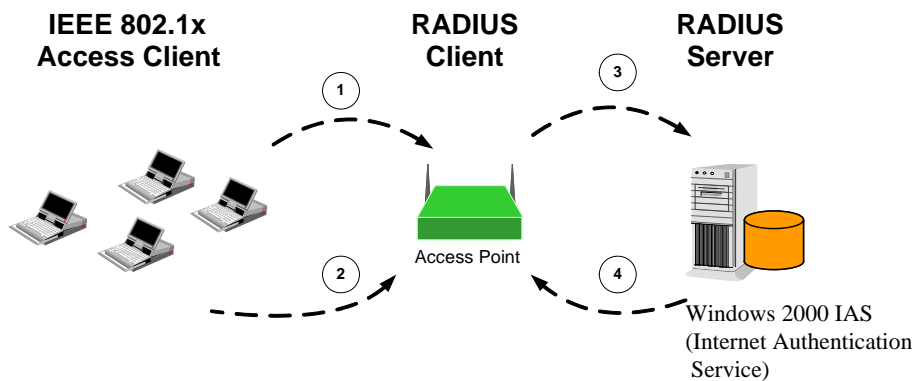 IEEE 802.1x
Access Client
RADIUS
Client
RADIUS
Server
1
3
Access Point
2
4
Windows 2000 IAS
(Internet Authentication
Service)